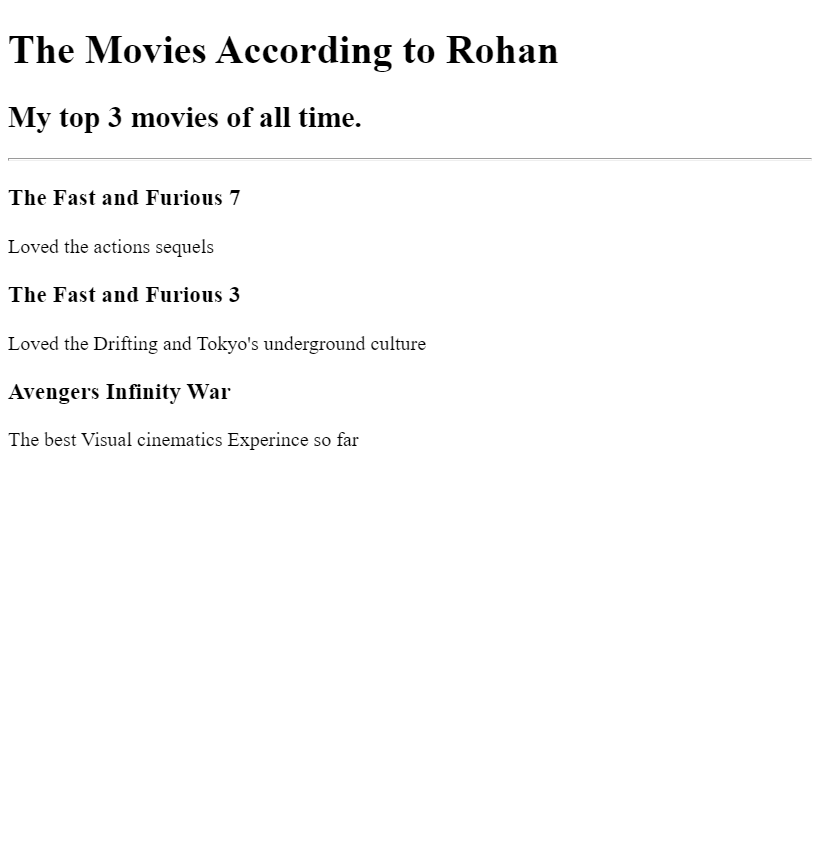 The Movies According to Rohan
My top 3 movies of all time.
The Fast and Furious 7
Loved the actions sequels
The Fast and Furious 3
Loved the Drifting and Tokyo's underground culture
Avengers Infinity War
The best Visual cinematics Experince so far